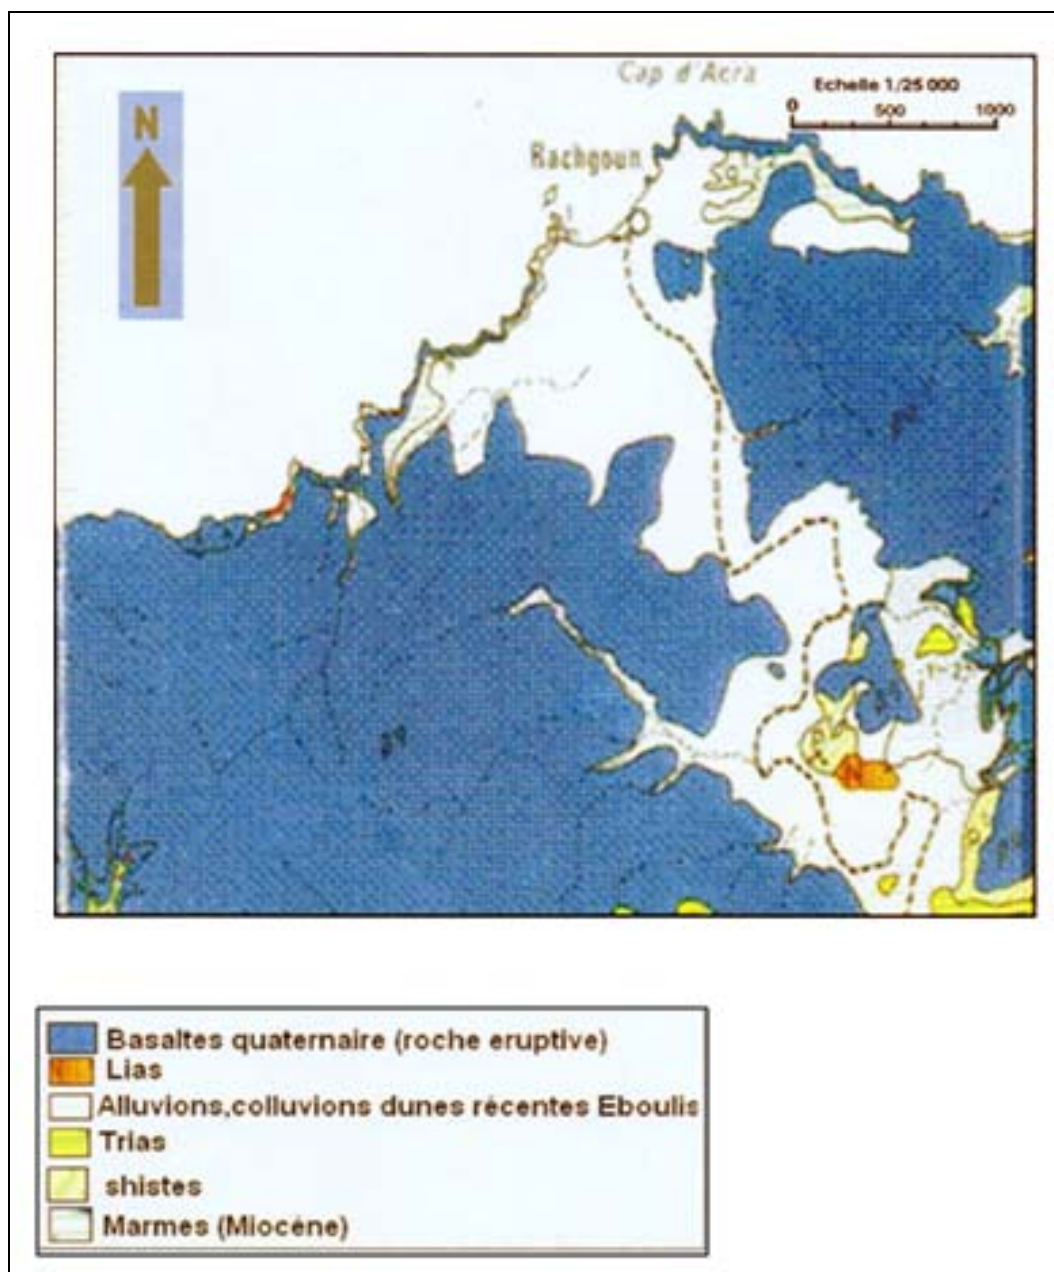 Cap d'Acra
Echelle 1/25 000
0 500 1000
N
Rachgoun
Basaltes quaternaire (roche eruptive)
Lias
Alluvions,colluvions dunes récentes Eboulis
Trias
shistes
Marmes (Miocéne)